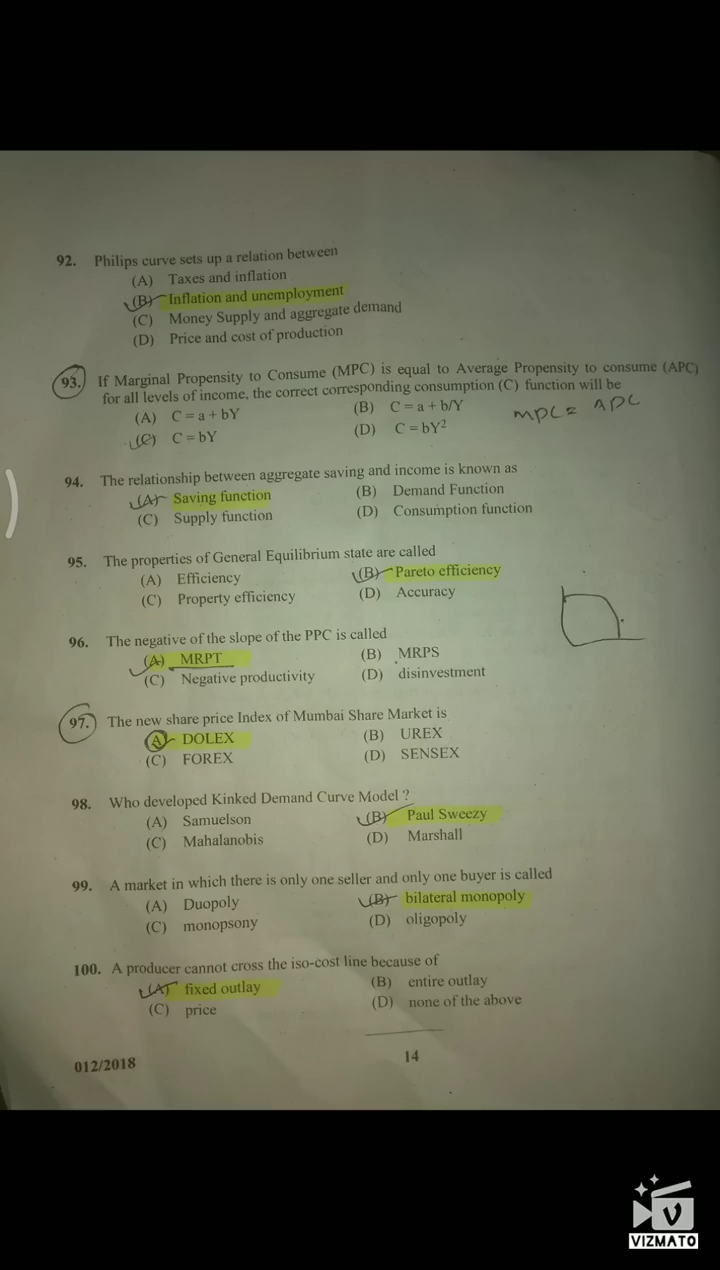 92. Philips curve sets up a relation between
(A) Taxes and inflation
(B) Inflation and unemployment
(C) Money Supply and aggregate demand
(D) Price and cost of production
93. If Marginal Propensity to Consume (MPC) is equal to Average Propensity to consume (APC)
for all levels of income, the correct corresponding consumption (C) function will be
(A) C = a + bY (B) C = a + b/Y
(C) C = bY (D) C = bY²
MPC = APC
94. The relationship between aggregate saving and income is known as
(A) Saving function (B) Demand Function
(C) Supply function (D) Consumption function
95. The properties of General Equilibrium state are called
(A) Efficiency (B) Pareto efficiency
(C) Property efficiency (D) Accuracy
96. The negative of the slope of the PPC is called
(A) MRPT (B) MRPS
(C) Negative productivity (D) disinvestment
97. The new share price Index of Mumbai Share Market is
(A) DOLEX (B) UREX
(C) FOREX (D) SENSEX
98. Who developed Kinked Demand Curve Model ?
(A) Samuelson (B) Paul Sweezy
(C) Mahalanobis (D) Marshall
99. A market in which there is only one seller and only one buyer is called
(A) Duopoly (B) bilateral monopoly
(C) monopsony (D) oligopoly
100. A producer cannot cross the iso-cost line because of
(A) fixed outlay (B) entire outlay
(C) price (D) none of the above
012/2018 14
VIZMATO